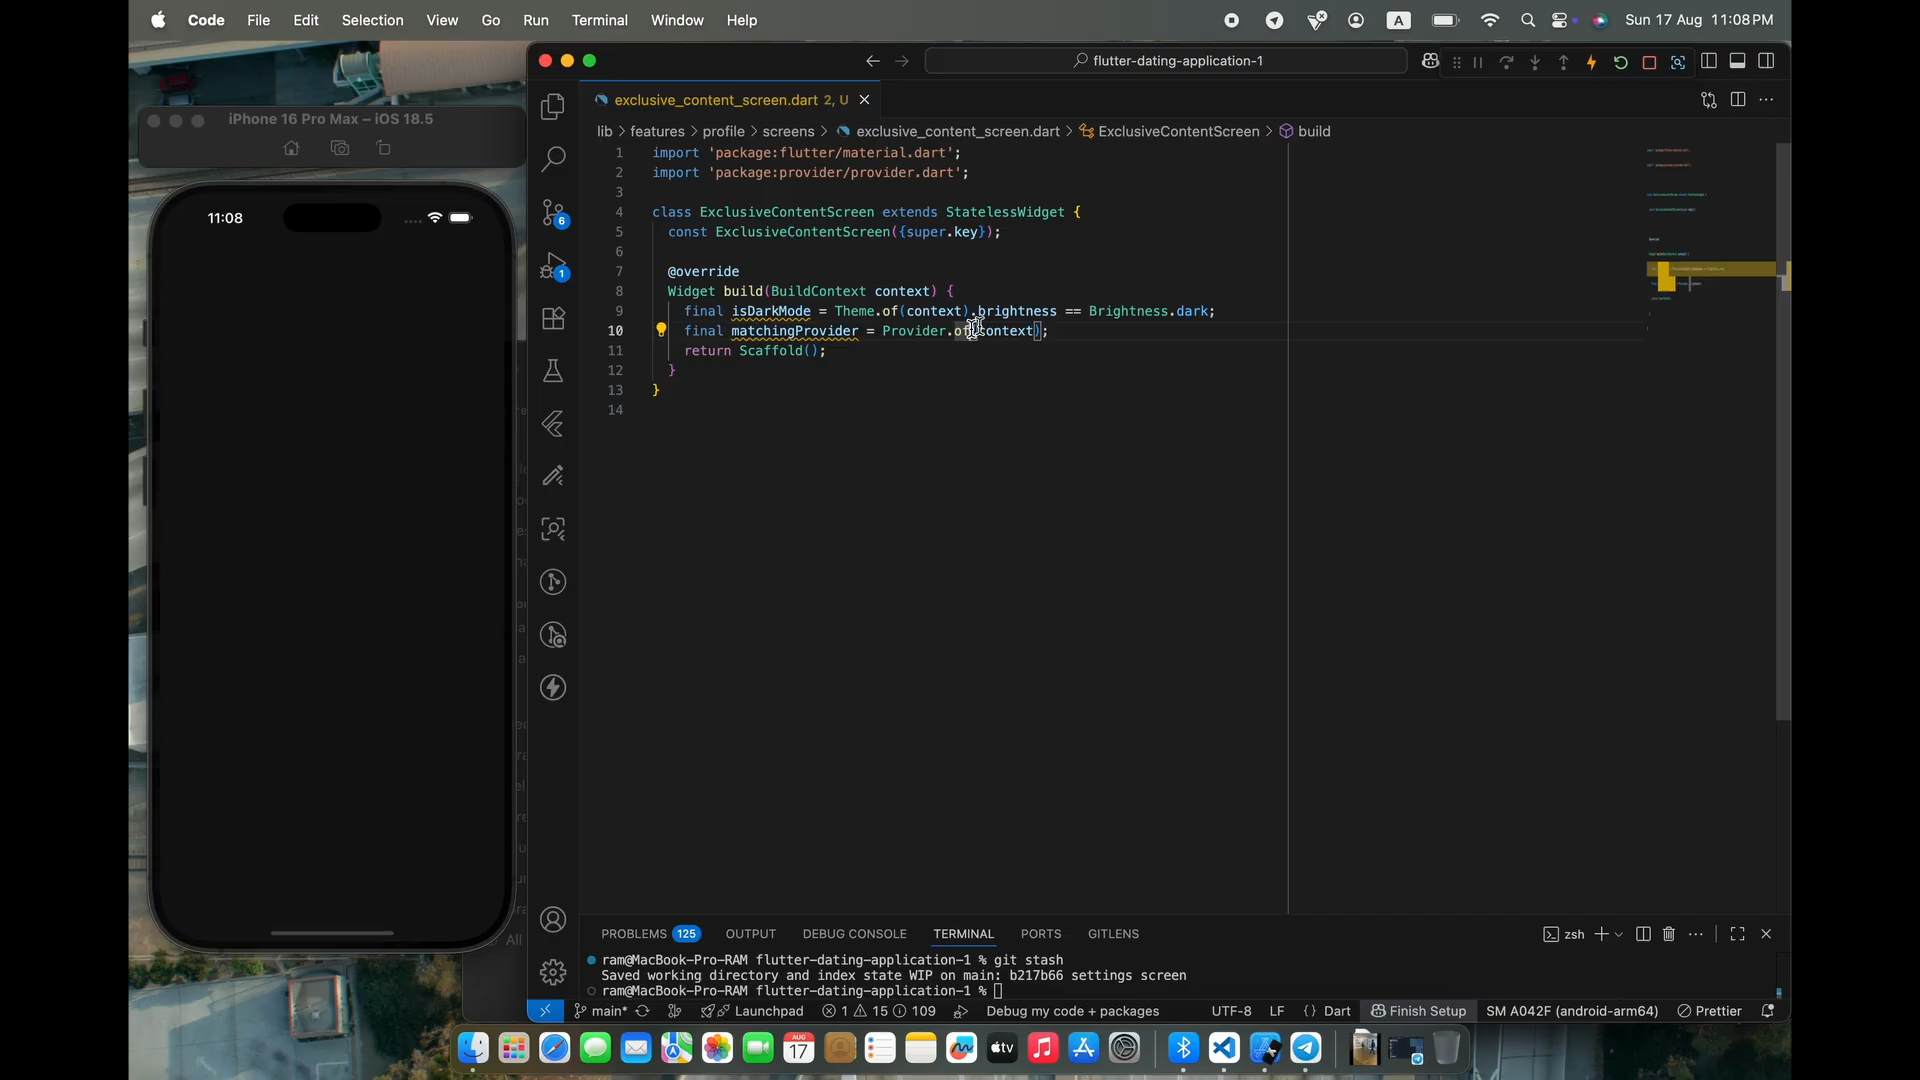 Code File Edit Selection View Go Run Terminal Window Help
A
Sun 17 Aug 11:08 PM
iPhone 16 Pro Max – iOS 18.5
11:08
flutter-dating-application-1
exclusive_content_screen.dart 2, U
lib > features > profile > screens > exclusive_content_screen.dart > ExclusiveContentScreen > build
1 import 'package:flutter/material.dart';
2 import 'package:provider/provider.dart';
3
4 class ExclusiveContentScreen extends StatelessWidget {
5 const ExclusiveContentScreen({super.key});
6
7 @override
8 Widget build(BuildContext context) {
9 final isDarkMode = Theme.of(context).brightness == Brightness.dark;
10 final matchingProvider = Provider.of(context);
11 return Scaffold();
12 }
13 }
14
6
1
PROBLEMS 125 OUTPUT DEBUG CONSOLE TERMINAL PORTS GITLENS
zsh
ram@MacBook-Pro-RAM flutter-dating-application-1 % git stash
Saved working directory and index state WIP on main: b217b66 settings screen
ram@MacBook-Pro-RAM flutter-dating-application-1 %
main* Launchpad 1 15 109 Debug my code + packages UTF-8 LF {} Dart Finish Setup SM A042F (android-arm64) Prettier
All
AUG
17
tv